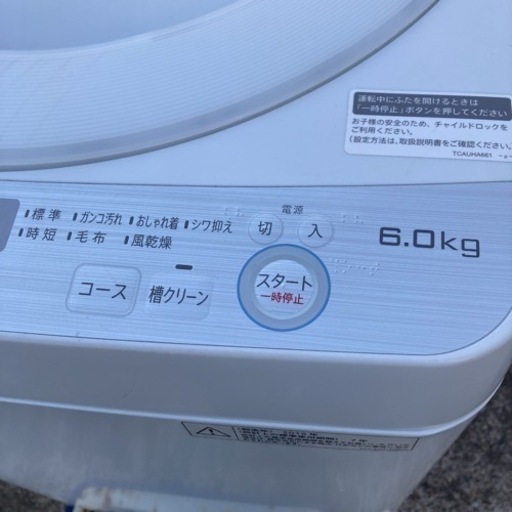 運転中にふたを開けるときは
「一時停止」ボタンを押してください
お子様の安全のため、チャイルドロックを
ご利用ください。
(設定方法は、取扱説明書をご確認ください。)
TCAUHA661
標準 ガンコ汚れ おしゃれ着 シワ抑え
時短 毛布 風乾燥
電源
切 入
6.0kg
コース
槽クリーン
スタート
一時停止